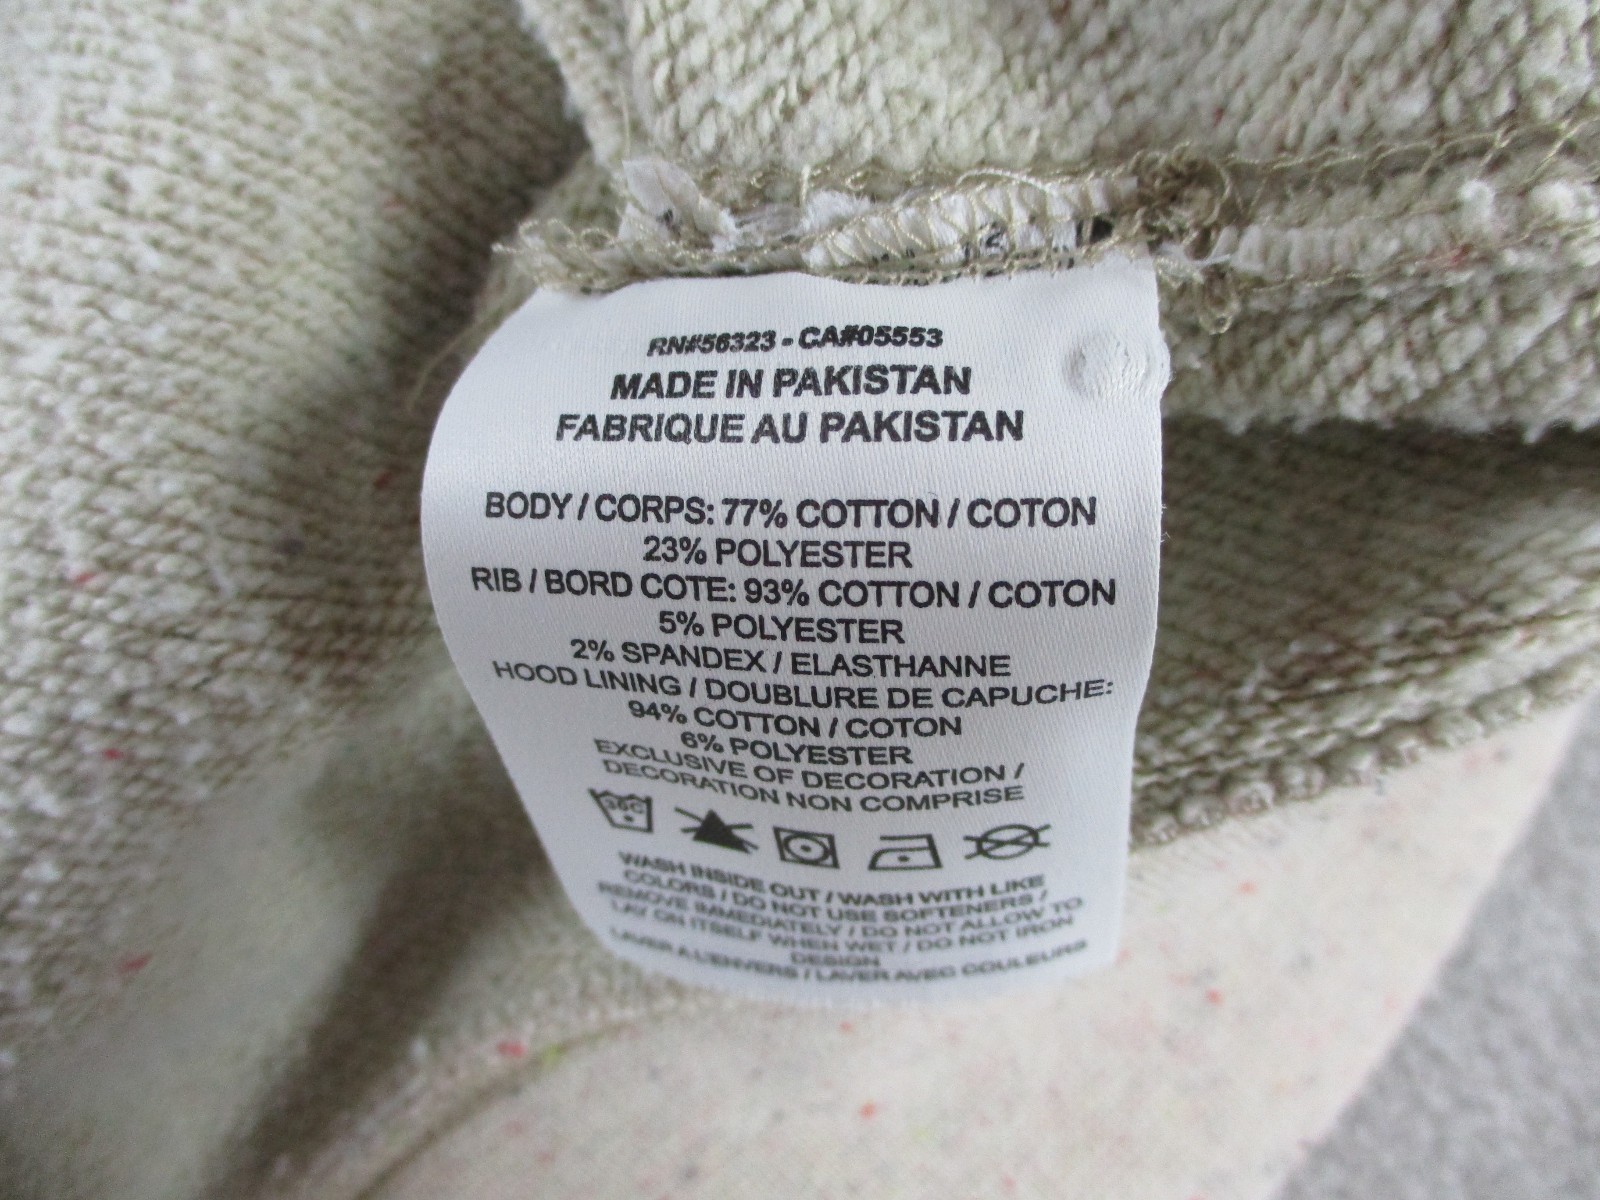 RN#56323 - CA#05553
MADE IN PAKISTAN
FABRIQUE AU PAKISTAN
BODY / CORPS: 77% COTTON / COTON
23% POLYESTER
RIB / BORD COTE: 93% COTTON / COTON
5% POLYESTER
2% SPANDEX / ELASTHANNE
HOOD LINING / DOUBLURE DE CAPUCHE:
94% COTTON / COTON
6% POLYESTER
EXCLUSIVE OF DECORATION /
DECORATION NON COMPRISE
30C
WASH INSIDE OUT / WASH WITH LIKE
COLORS / DO NOT USE SOFTENERS /
REMOVE IMMEDIATELY / DO NOT ALLOW TO
LAY ON ITSELF WHEN WET / DO NOT IRON
DESIGN
LAVER A L'ENVERS / LAVER AVEC COULEURS